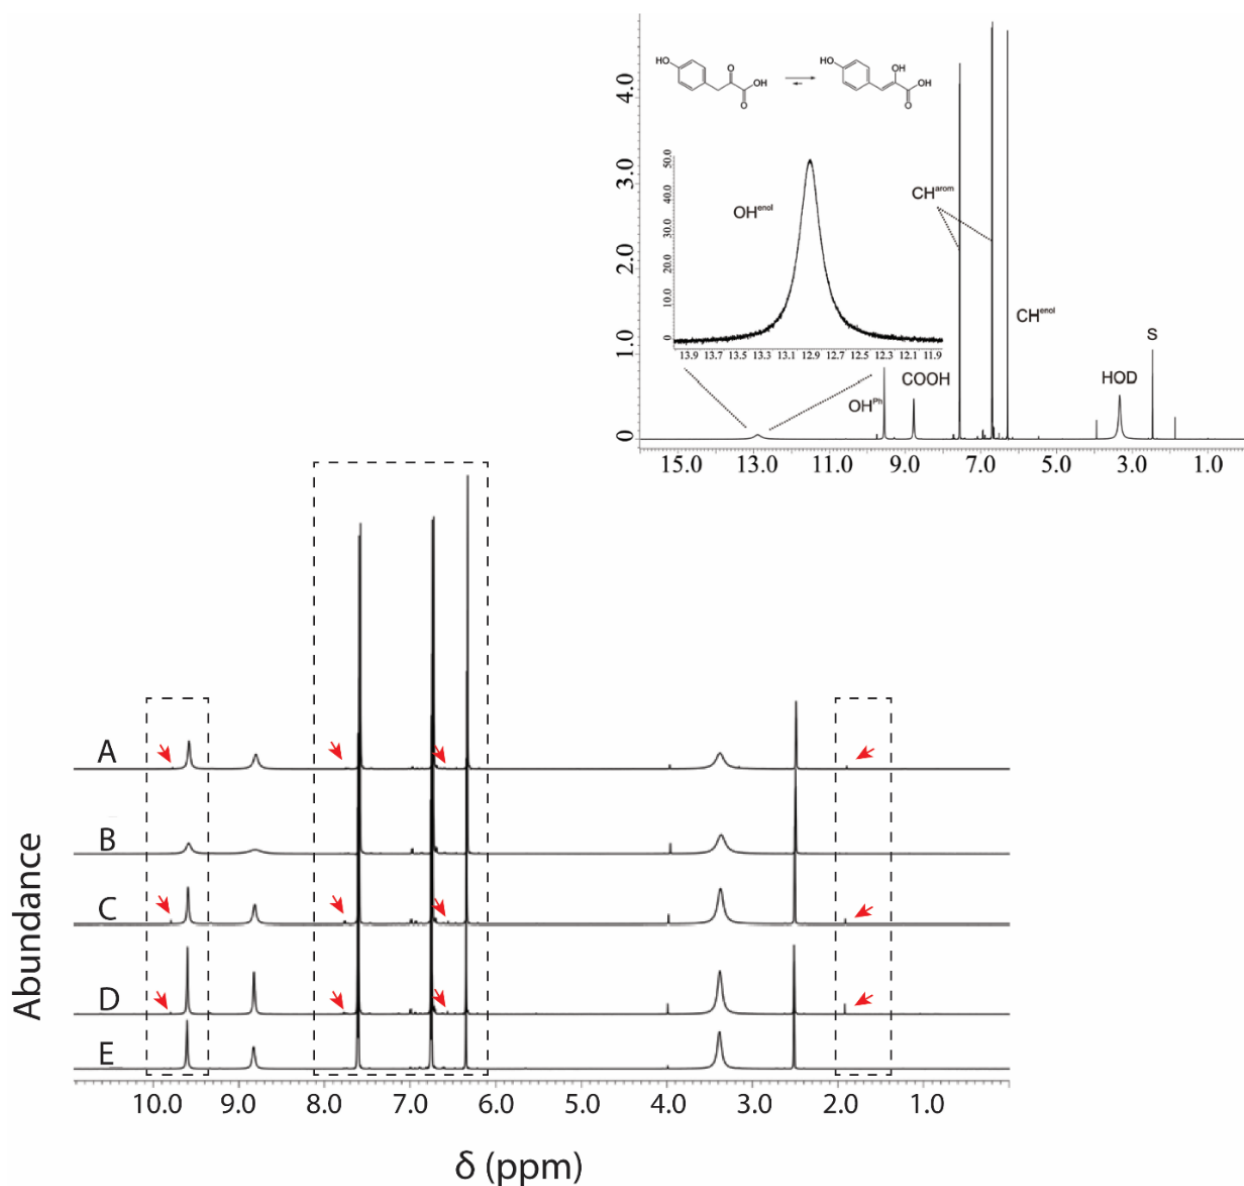 HO
O
OH
O
HO
OH
OH
O
4.0
3.0
2.0
1.0
0
50.0
40.0
30.0
20.0
10.0
0
OHenol
13.9 13.7 13.5 13.3 13.1 12.9 12.7 12.5 12.3 12.1 11.9
CHarom
CHenol
S
COOH
HOD
OHPh
15.0 13.0 11.0 9.0 7.0 5.0 3.0 1.0
A
B
C
D
E
Abundance
10.0 9.0 8.0 7.0 6.0 5.0 4.0 3.0 2.0 1.0
δ (ppm)